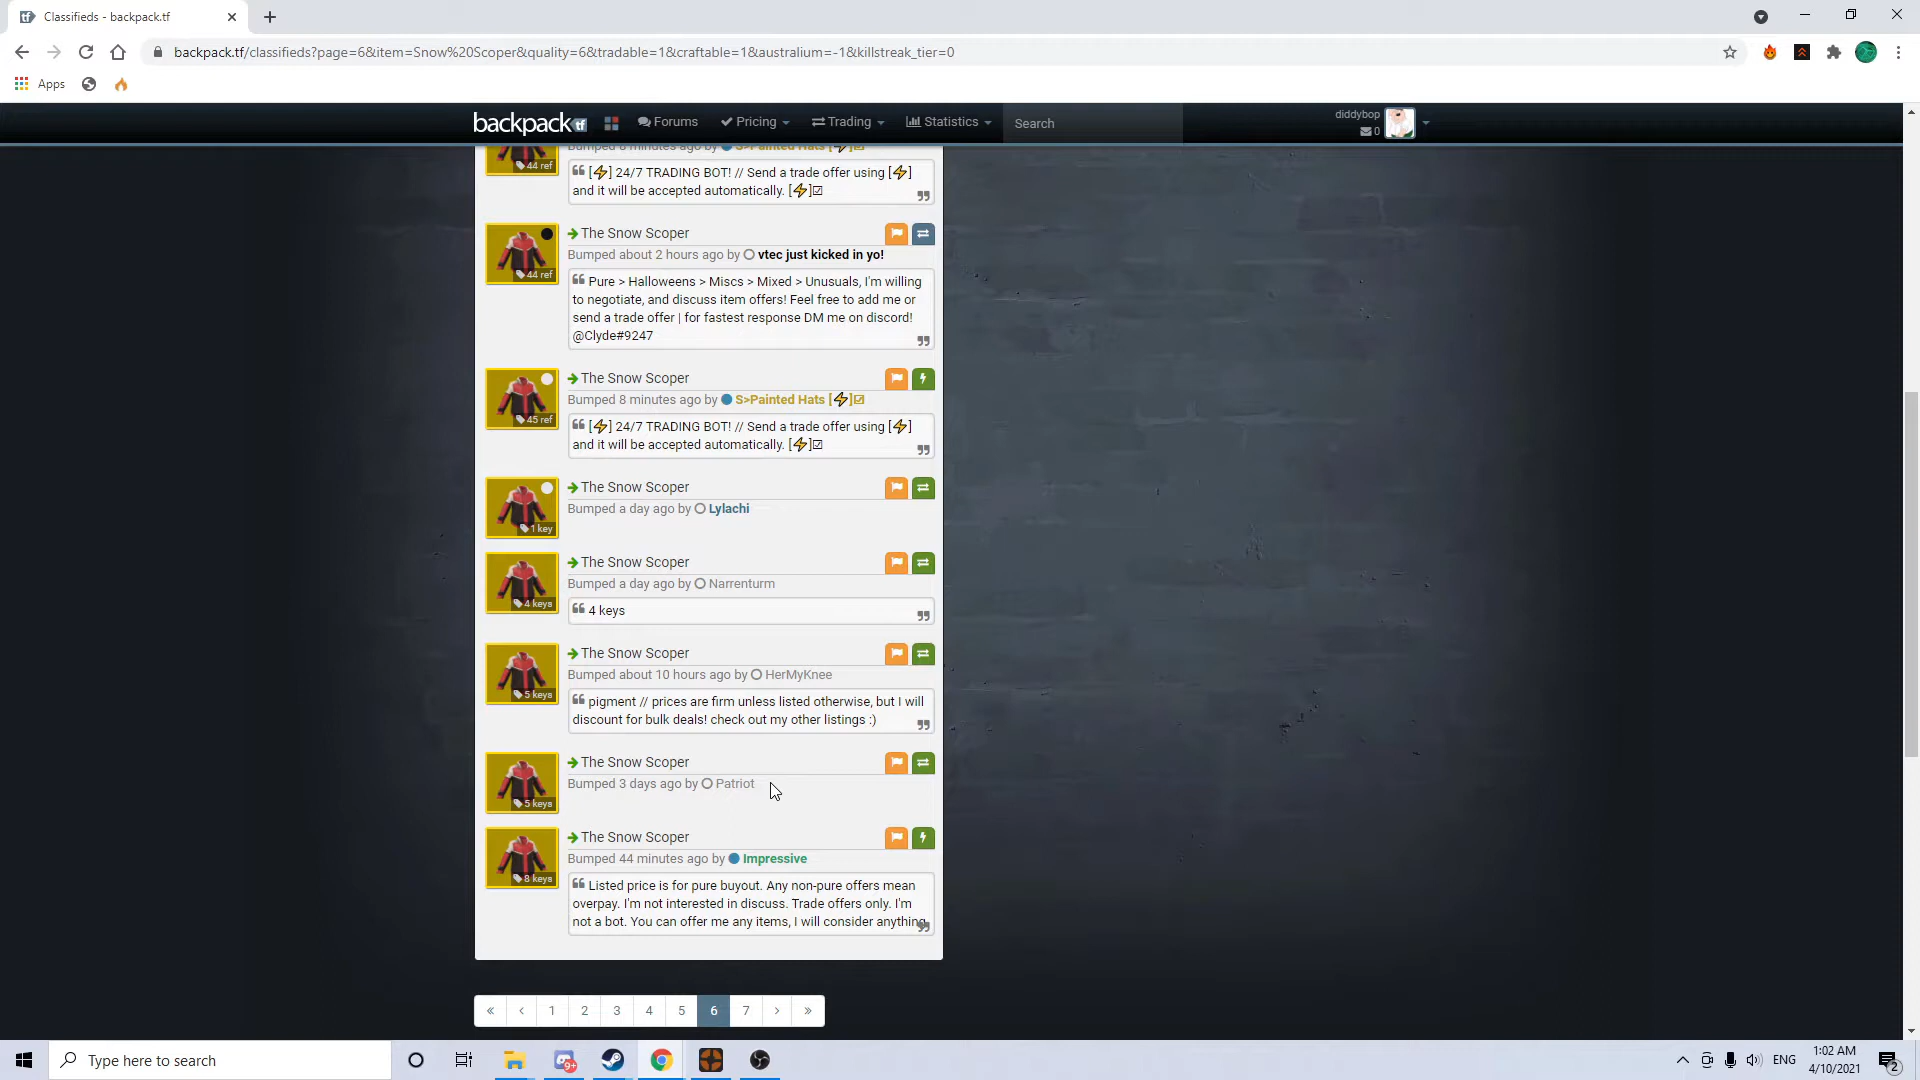 Classifieds - backpack.tf
backpack.tf/classifieds?page=6&item=Snow%20Scoper&quality=6&tradable=1&craftable=1&australium=-1&killstreak_tier=0
Apps
backpack.tf Forums Pricing Trading Statistics Search
diddybop
0
Bumped 8 minutes ago by S>Painted Hats [⚡]☑
44 ref
[⚡] 24/7 TRADING BOT! // Send a trade offer using [⚡]
and it will be accepted automatically. [⚡]☑
The Snow Scoper
Bumped about 2 hours ago by vtec just kicked in yo!
44 ref
Pure > Halloweens > Miscs > Mixed > Unusuals, I'm willing
to negotiate, and discuss item offers! Feel free to add me or
send a trade offer | for fastest response DM me on discord!
@Clyde#9247
The Snow Scoper
Bumped 8 minutes ago by S>Painted Hats [⚡]☑
45 ref
[⚡] 24/7 TRADING BOT! // Send a trade offer using [⚡]
and it will be accepted automatically. [⚡]☑
The Snow Scoper
Bumped a day ago by Lylachi
1 key
The Snow Scoper
Bumped a day ago by Narrenturm
4 keys
4 keys
The Snow Scoper
Bumped about 10 hours ago by HerMyKnee
5 keys
pigment // prices are firm unless listed otherwise, but I will
discount for bulk deals! check out my other listings :)
The Snow Scoper
Bumped 3 days ago by Patriot
5 keys
The Snow Scoper
Bumped 44 minutes ago by Impressive
8 keys
Listed price is for pure buyout. Any non-pure offers mean
overpay. I'm not interested in discuss. Trade offers only. I'm
not a bot. You can offer me any items, I will consider anything
« ‹ 1 2 3 4 5 6 7 › »
Type here to search
9+
ENG
1:02 AM
4/10/2021
2